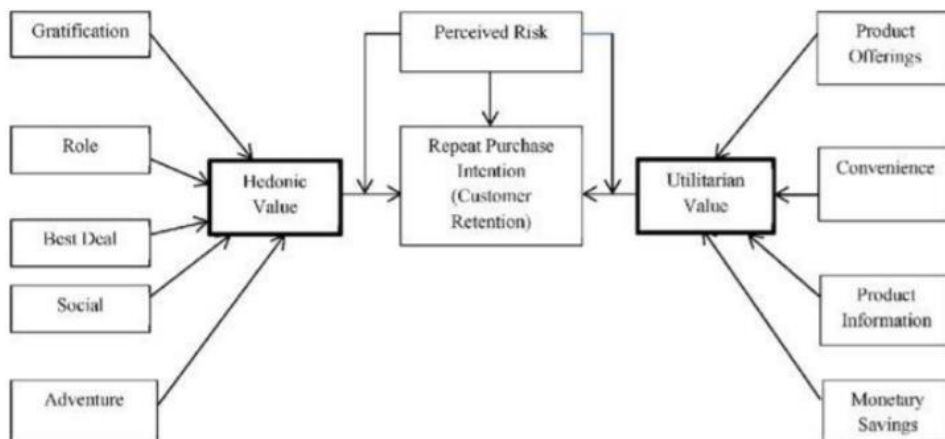 Gratification
Role
Best Deal
Social
Adventure
Hedonic
Value
Perceived Risk
Repeat Purchase
Intention
(Customer
Retention)
Utilitarian
Value
Product
Offerings
Convenience
Product
Information
Monetary
Savings